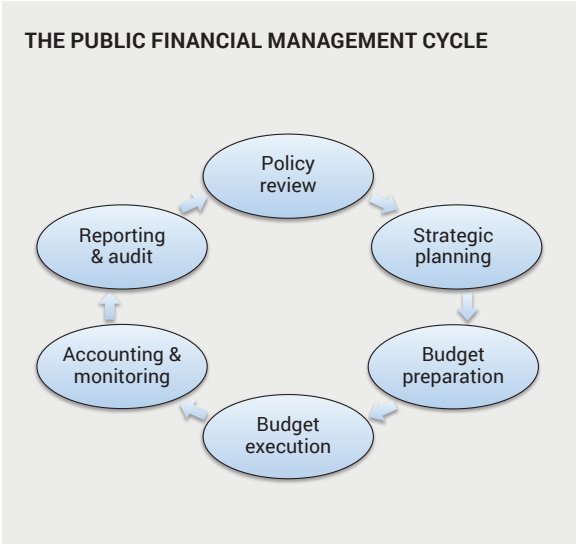 THE PUBLIC FINANCIAL MANAGEMENT CYCLE
Policy
review
Strategic
planning
Budget
preparation
Budget
execution
Accounting &
monitoring
Reporting
& audit